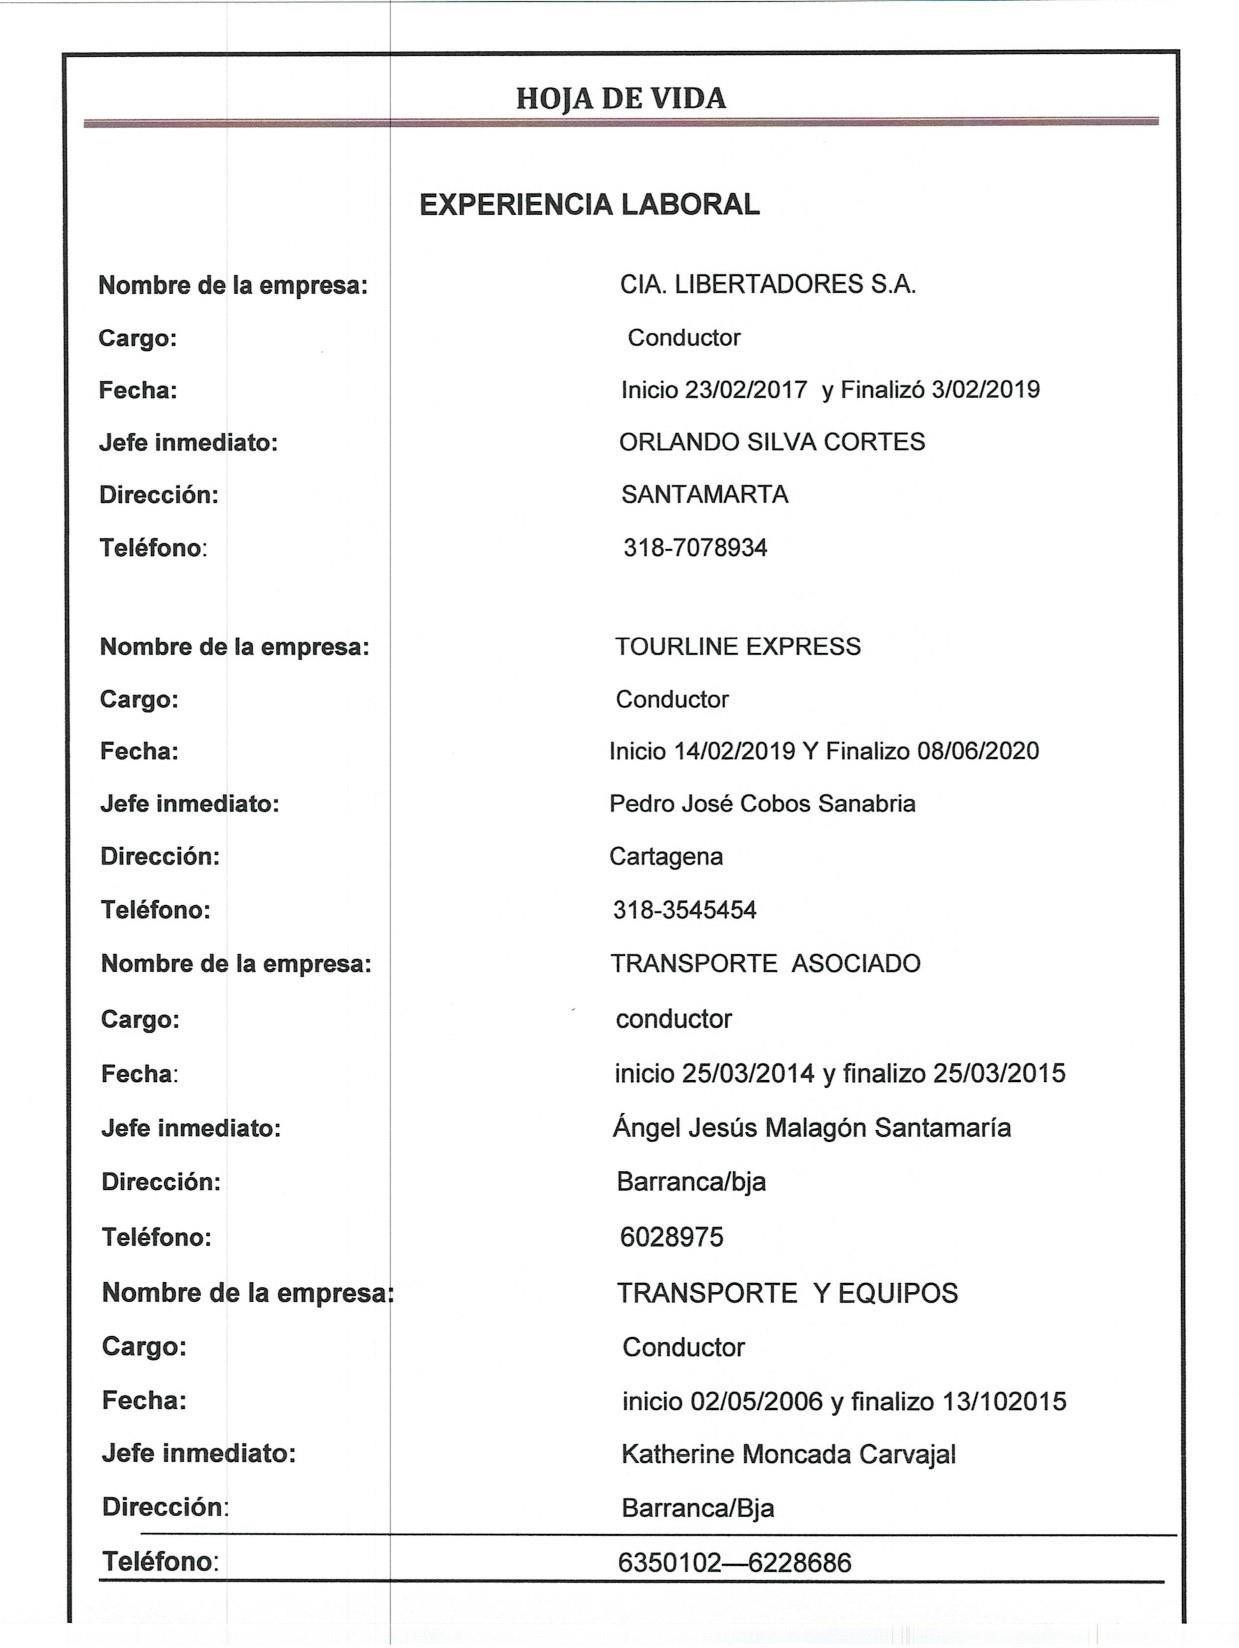 HOJA DE VIDA
EXPERIENCIA LABORAL
Nombre de la empresa: CIA. LIBERTADORES S.A.
Cargo: Conductor
Fecha: Inicio 23/02/2017 y Finalizó 3/02/2019
Jefe inmediato: ORLANDO SILVA CORTES
Dirección: SANTAMARTA
Teléfono: 318-7078934
Nombre de la empresa: TOURLINE EXPRESS
Cargo: Conductor
Fecha: Inicio 14/02/2019 Y Finalizo 08/06/2020
Jefe inmediato: Pedro José Cobos Sanabria
Dirección: Cartagena
Teléfono: 318-3545454
Nombre de la empresa: TRANSPORTE ASOCIADO
Cargo: conductor
Fecha: inicio 25/03/2014 y finalizo 25/03/2015
Jefe inmediato: Ángel Jesús Malagón Santamaría
Dirección: Barranca/bja
Teléfono: 6028975
Nombre de la empresa: TRANSPORTE Y EQUIPOS
Cargo: Conductor
Fecha: inicio 02/05/2006 y finalizo 13/102015
Jefe inmediato: Katherine Moncada Carvajal
Dirección: Barranca/Bja
Teléfono: 6350102—6228686